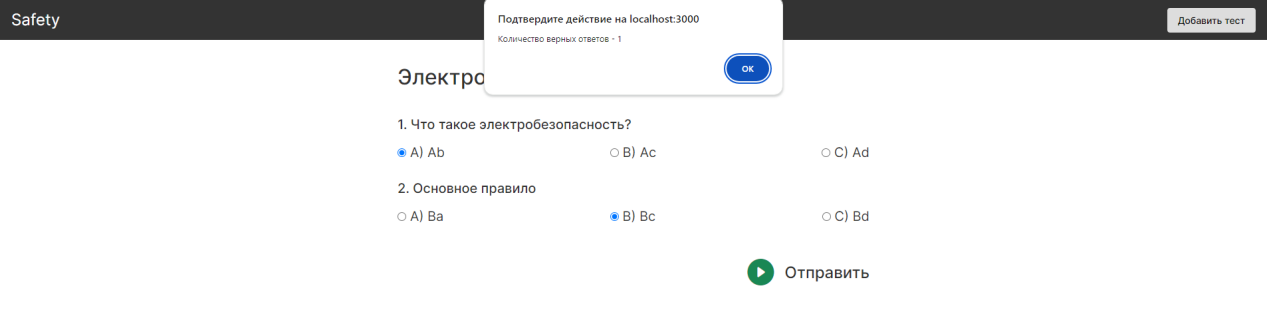 Safety
Подтвердите действие на localhost:3000
Количество верных ответов - 1
ОК
Добавить тест
Электро
1. Что такое электробезопасность?
A) Ab
B) Ac
C) Ad
2. Основное правило
A) Ba
B) Bc
C) Bd
Отправить